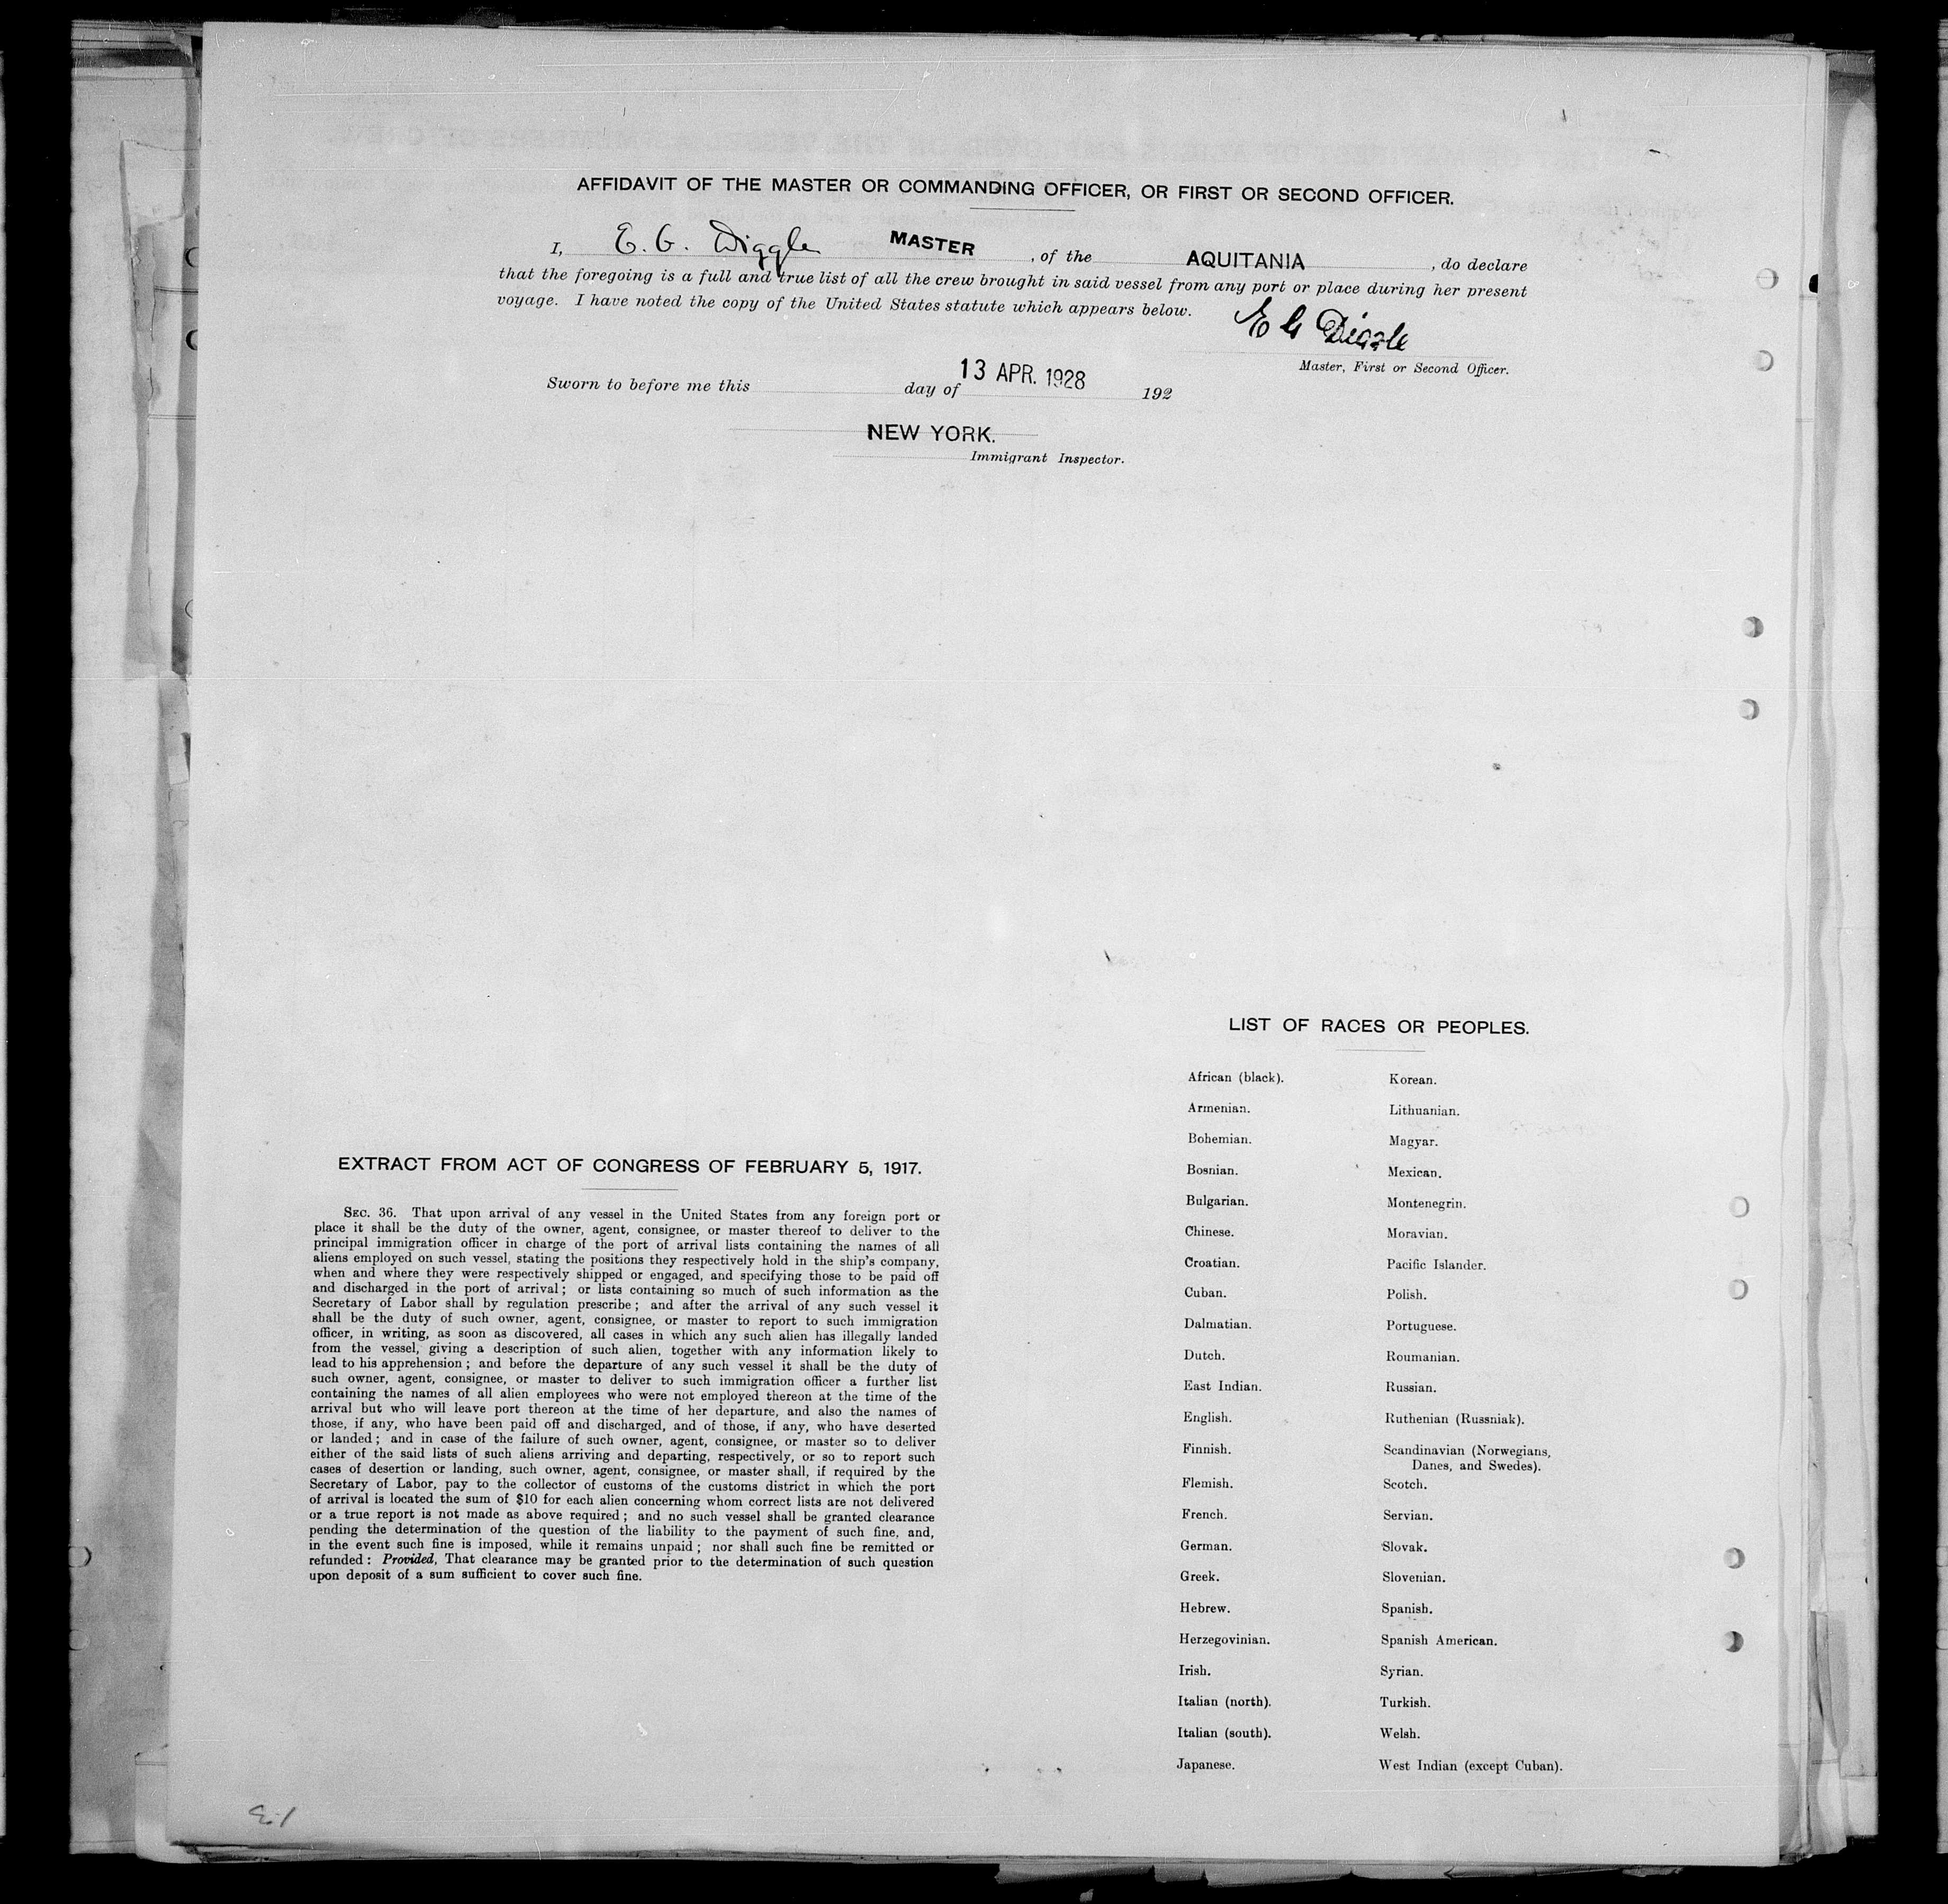 AFFIDAVIT OF THE MASTER OR COMMANDING OFFICER, OR FIRST OR SECOND OFFICER.
I, E. G. Diggle MASTER, of the AQUITANIA, do declare
that the foregoing is a full and true list of all the crew brought in said vessel from any port or place during her present
voyage. I have noted the copy of the United States statute which appears below.
E G Diggle
Master, First or Second Officer.
Sworn to before me this day of 13 APR. 1928 192
NEW YORK.
Immigrant Inspector.
EXTRACT FROM ACT OF CONGRESS OF FEBRUARY 5, 1917.
SEC. 36. That upon arrival of any vessel in the United States from any foreign port or
place it shall be the duty of the owner, agent, consignee, or master thereof to deliver to the
principal immigration officer in charge of the port of arrival lists containing the names of all
aliens employed on such vessel, stating the positions they respectively hold in the ship's company,
when and where they were respectively shipped or engaged, and specifying those to be paid off
and discharged in the port of arrival; or lists containing so much of such information as the
Secretary of Labor shall by regulation prescribe; and after the arrival of any such vessel it
shall be the duty of such owner, agent, consignee, or master to report to such immigration
officer, in writing, as soon as discovered, all cases in which any such alien has illegally landed
from the vessel, giving a description of such alien, together with any information likely to
lead to his apprehension; and before the departure of any such vessel it shall be the duty of
such owner, agent, consignee, or master to deliver to such immigration officer a further list
containing the names of all alien employees who were not employed thereon at the time of the
arrival but who will leave port thereon at the time of her departure, and also the names of
those, if any, who have been paid off and discharged, and of those, if any, who have deserted
or landed; and in case of the failure of such owner, agent, consignee, or master so to deliver
either of the said lists of such aliens arriving and departing, respectively, or so to report such
cases of desertion or landing, such owner, agent, consignee, or master shall, if required by the
Secretary of Labor, pay to the collector of customs of the customs district in which the port
of arrival is located the sum of $10 for each alien concerning whom correct lists are not delivered
or a true report is not made as above required; and no such vessel shall be granted clearance
pending the determination of the question of the liability to the payment of such fine, and,
in the event such fine is imposed, while it remains unpaid; nor shall such fine be remitted or
refunded: Provided, That clearance may be granted prior to the determination of such question
upon deposit of a sum sufficient to cover such fine.
LIST OF RACES OR PEOPLES.
African (black).
Armenian.
Bohemian.
Bosnian.
Bulgarian.
Chinese.
Croatian.
Cuban.
Dalmatian.
Dutch.
East Indian.
English.
Finnish.
Flemish.
French.
German.
Greek.
Hebrew.
Herzegovinian.
Irish.
Italian (north).
Italian (south).
Japanese.
Korean.
Lithuanian.
Magyar.
Mexican.
Montenegrin.
Moravian.
Pacific Islander.
Polish.
Portuguese.
Roumanian.
Russian.
Ruthenian (Russniak).
Scandinavian (Norwegians,
Danes, and Swedes).
Scotch.
Servian.
Slovak.
Slovenian.
Spanish.
Spanish American.
Syrian.
Turkish.
Welsh.
West Indian (except Cuban).